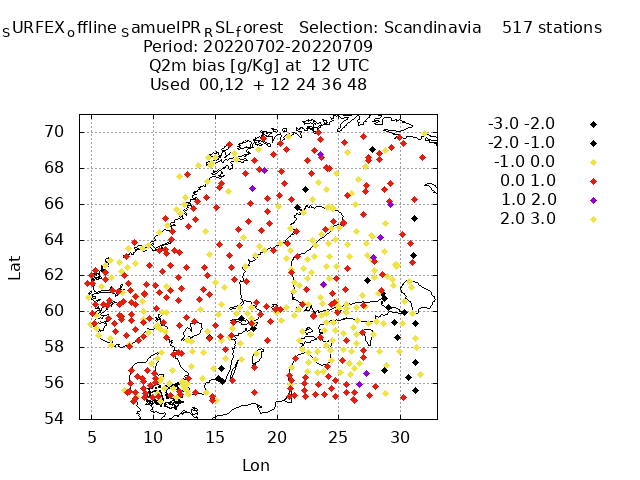 SURFEXoffline SamuelPRRSLforest Selection: Scandinavia 517 stations
Period: 20220702-20220709
Q2m bias [g/Kg] at 12 UTC
Used 00,12 + 12 24 36 48
-3.0 -2.0
-2.0 -1.0
-1.0 0.0
0.0 1.0
1.0 2.0
2.0 3.0
70
68
66
64
62
60
58
56
54
Lat
5 10 15 20 25 30
Lon